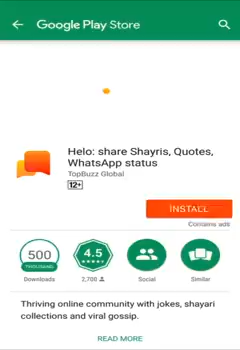 Google Play Store
Helo: share Shayris, Quotes,
WhatsApp status
TopBuzz Global
12+
INSTALL
Contains ads
500
THOUSAND
4.5
Downloads
2,700
Social
Similar
Thriving online community with jokes, shayari
collections and viral gossip.
READ MORE